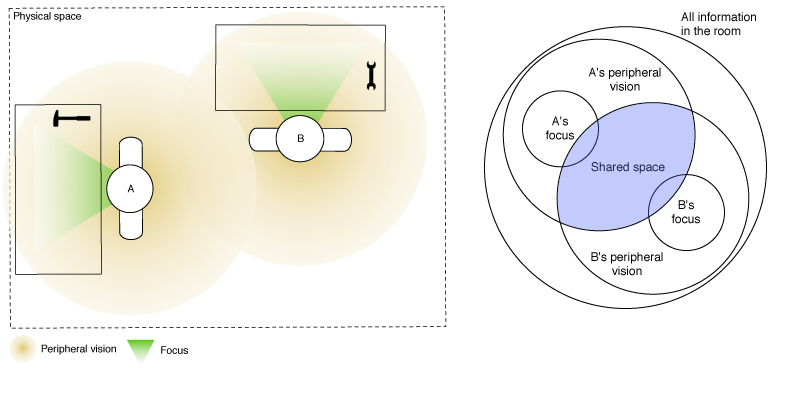 Physical space
A
B
Peripheral vision
Focus
All information
in the room
A's peripheral
vision
A's
focus
Shared space
B's
focus
B's peripheral
vision